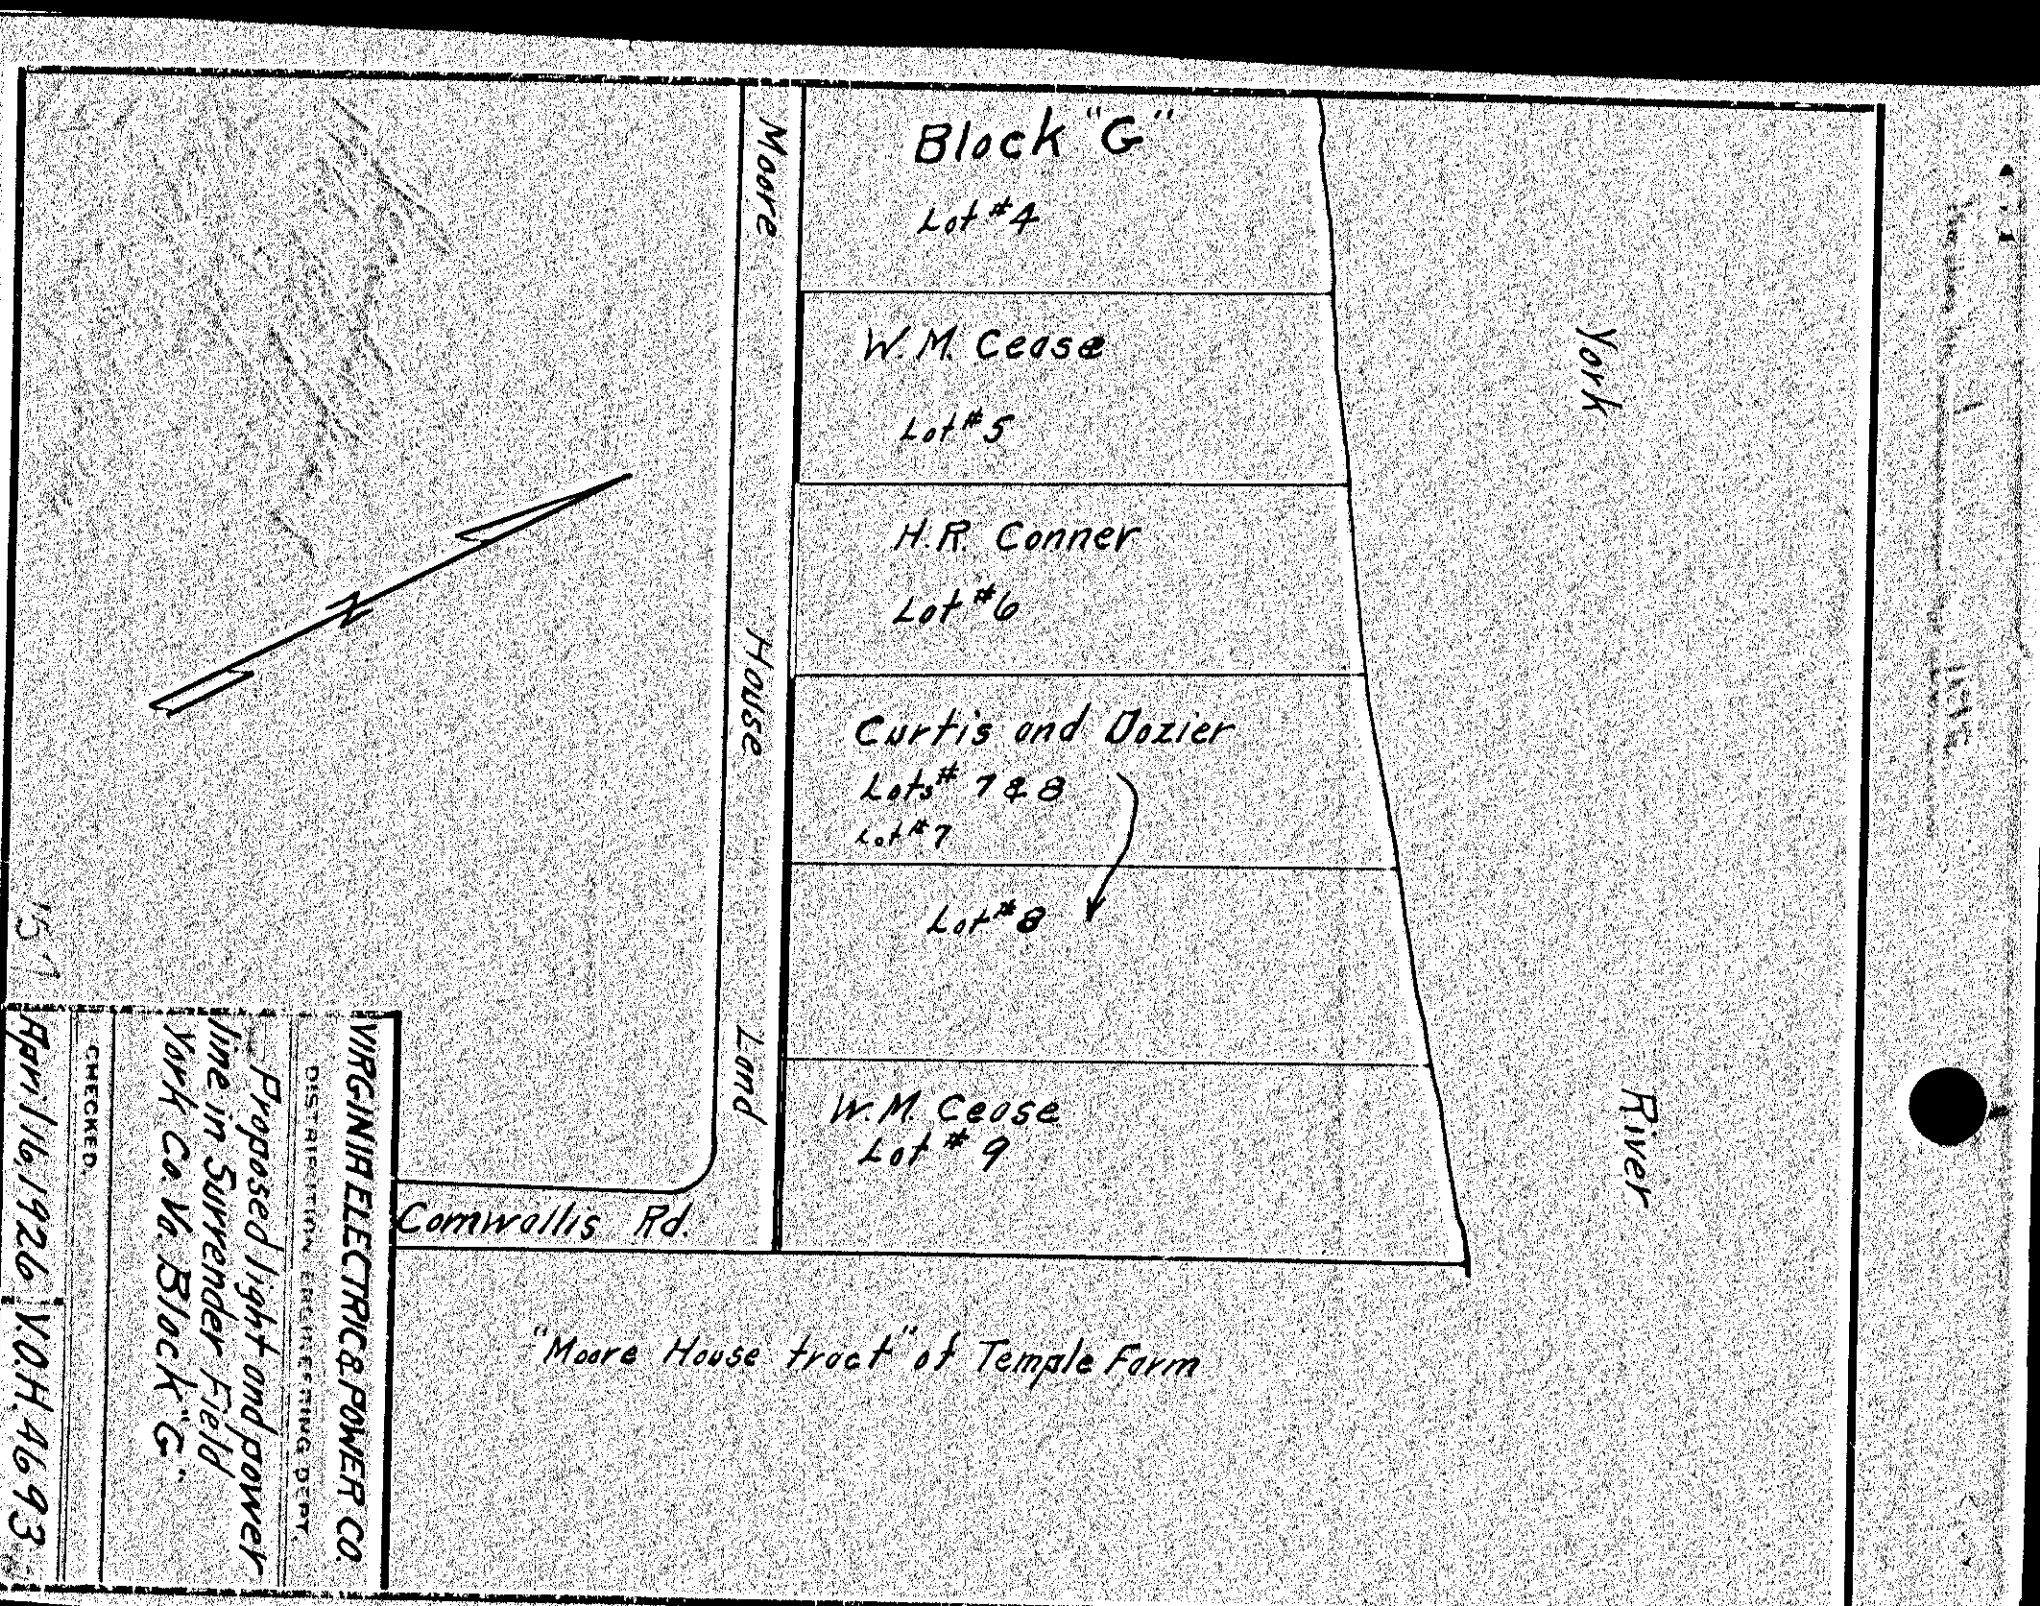 Block "G"
Lot #4
W. M. Cease
Lot #5
H. R. Conner
Lot #6
Curtis and Dozier
Lots # 7 & 8
Lot #7
Lot #8
W. M. Cease
Lot # 9
Moore House Land
York River
Cornwallis Rd.
"Moore House tract" of Temple Farm
VIRGINIA ELECTRIC & POWER CO.
DISTRIBUTION ENGINEERING DEPT.
Proposed light and power
line in Surrender Field
York Co. Va. Block "G"
CHECKED
April 16, 1926 V.O.H. A6693